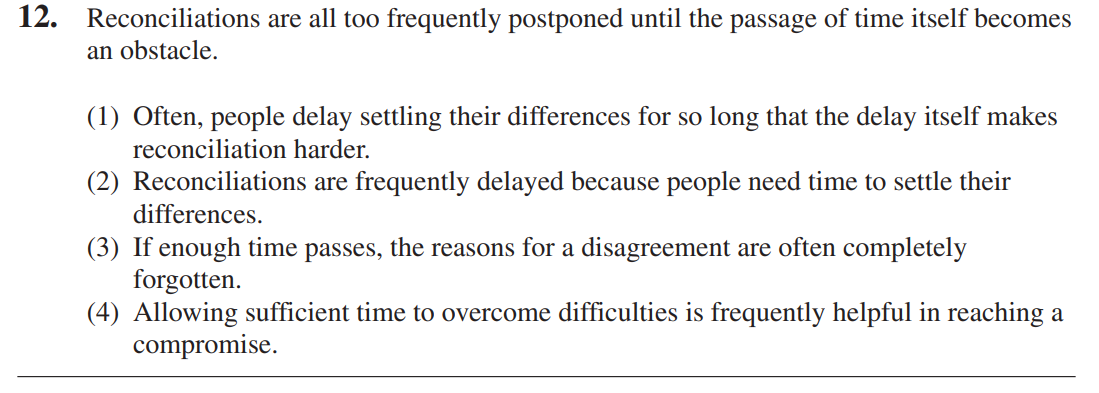 12. Reconciliations are all too frequently postponed until the passage of time itself becomes
an obstacle.
(1) Often, people delay settling their differences for so long that the delay itself makes
reconciliation harder.
(2) Reconciliations are frequently delayed because people need time to settle their
differences.
(3) If enough time passes, the reasons for a disagreement are often completely
forgotten.
(4) Allowing sufficient time to overcome difficulties is frequently helpful in reaching a
compromise.